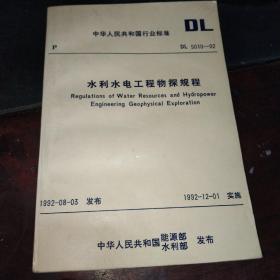 中华人民共和国行业标准
DL
P
DL 5010—92
水利水电工程物探规程
Regulations of Water Resources and Hydropower
Engineering Geophysical Exploration
1992-08-03 发布
1992-12-01 实施
中华人民共和国能源部 发布
水利部